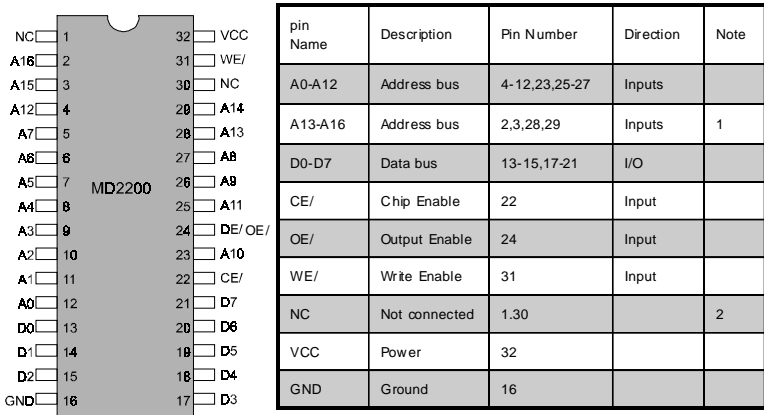 NC 1 32 VCC
A16 2 31 WE/
A15 3 30 NC
A12 4 29 A14
A7 5 28 A13
A6 6 27 A8
A5 7 26 A9
MD2200
A4 8 25 A11
A3 9 24 OE/ OE/
A2 10 23 A10
A1 11 22 CE/
A0 12 21 D7
D0 13 20 D6
D1 14 19 D5
D2 15 18 D4
GND 16 17 D3
pin Name Description Pin Number Direction Note
A0-A12 Address bus 4-12,23,25-27 Inputs
A13-A16 Address bus 2,3,28,29 Inputs 1
D0-D7 Data bus 13-15,17-21 I/O
CE/ Chip Enable 22 Input
OE/ Output Enable 24 Input
WE/ Write Enable 31 Input
NC Not connected 1.30 2
VCC Power 32
GND Ground 16